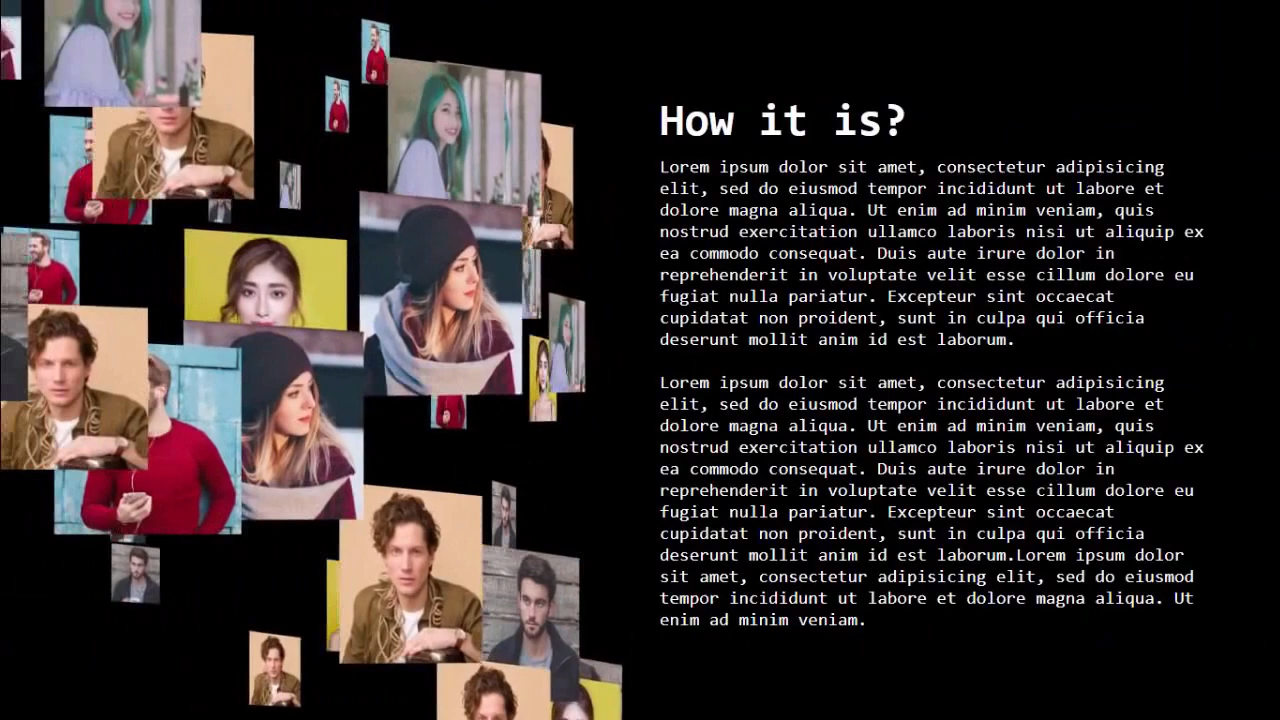 How it is?
Lorem ipsum dolor sit amet, consectetur adipisicing
elit, sed do eiusmod tempor incididunt ut labore et
dolore magna aliqua. Ut enim ad minim veniam, quis
nostrud exercitation ullamco laboris nisi ut aliquip ex
ea commodo consequat. Duis aute irure dolor in
reprehenderit in voluptate velit esse cillum dolore eu
fugiat nulla pariatur. Excepteur sint occaecat
cupidatat non proident, sunt in culpa qui officia
deserunt mollit anim id est laborum.
Lorem ipsum dolor sit amet, consectetur adipisicing
elit, sed do eiusmod tempor incididunt ut labore et
dolore magna aliqua. Ut enim ad minim veniam, quis
nostrud exercitation ullamco laboris nisi ut aliquip ex
ea commodo consequat. Duis aute irure dolor in
reprehenderit in voluptate velit esse cillum dolore eu
fugiat nulla pariatur. Excepteur sint occaecat
cupidatat non proident, sunt in culpa qui officia
deserunt mollit anim id est laborum.Lorem ipsum dolor
sit amet, consectetur adipisicing elit, sed do eiusmod
tempor incididunt ut labore et dolore magna aliqua. Ut
enim ad minim veniam.